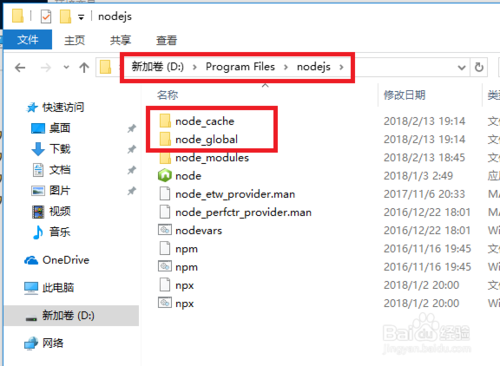 nodejs
文件 主页 共享 查看
新加卷 (D:) Program Files nodejs
名称 修改日期 类
快速访问
桌面
下载
文档
图片
视频
音乐
OneDrive
此电脑
新加卷 (D:)
网络
node_cache 2018/2/13 19:14 文
node_global 2018/2/13 19:14 文
node_modules 2018/2/13 18:45 文
node 2018/1/3 2:49 应
node_etw_provider.man 2017/11/6 20:33 M
node_perfctr_provider.man 2016/12/22 18:01 M
nodevars 2016/12/22 18:01 Wi
npm 2016/11/16 19:45 文
npm 2016/11/16 19:45 Wi
npx 2018/1/2 20:00 文
npx 2018/1/2 20:00 Wi
Baidu 经验
jingyan.baidu.com